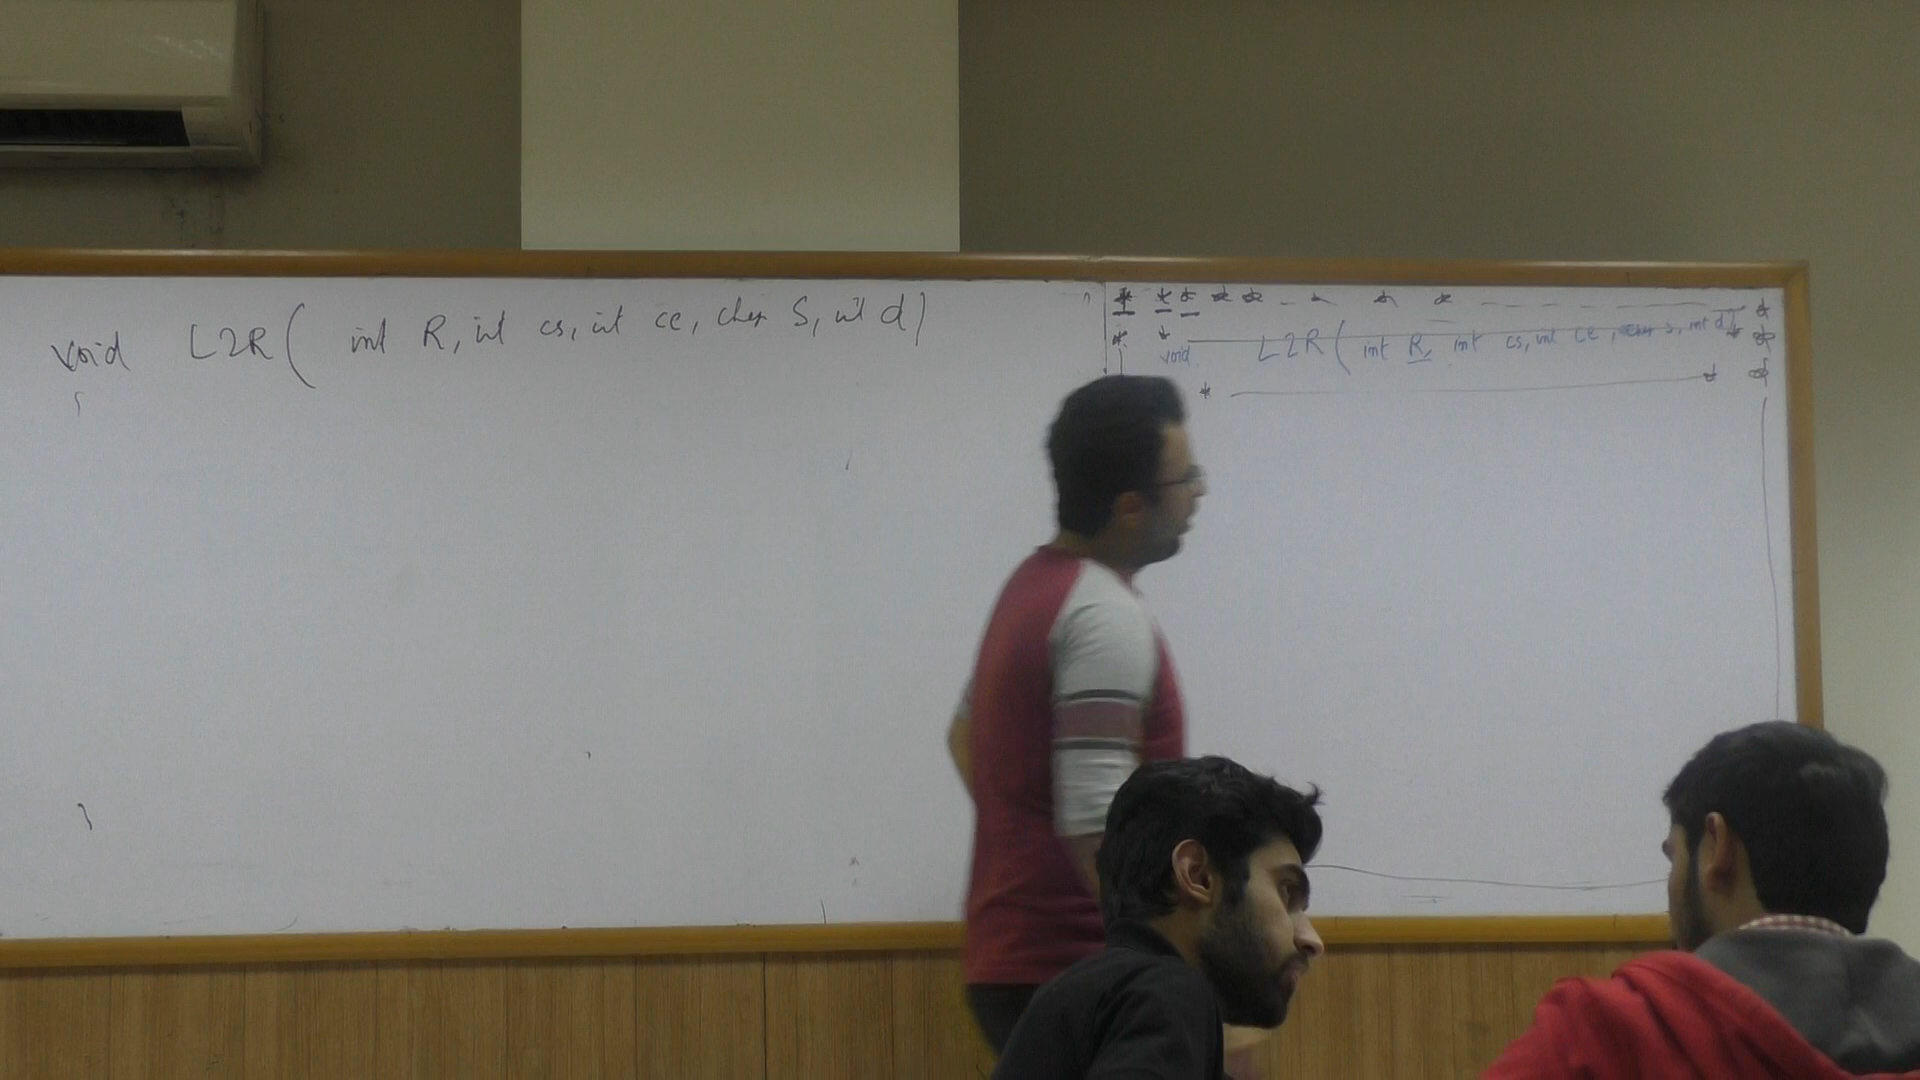 void L2R( int R, int cs, int ce, char S, int d)
{
}
* * * * * - * * * - - - - *
* *
void L2R( int R, int cs, int ce, char s, int d) * *
* * *